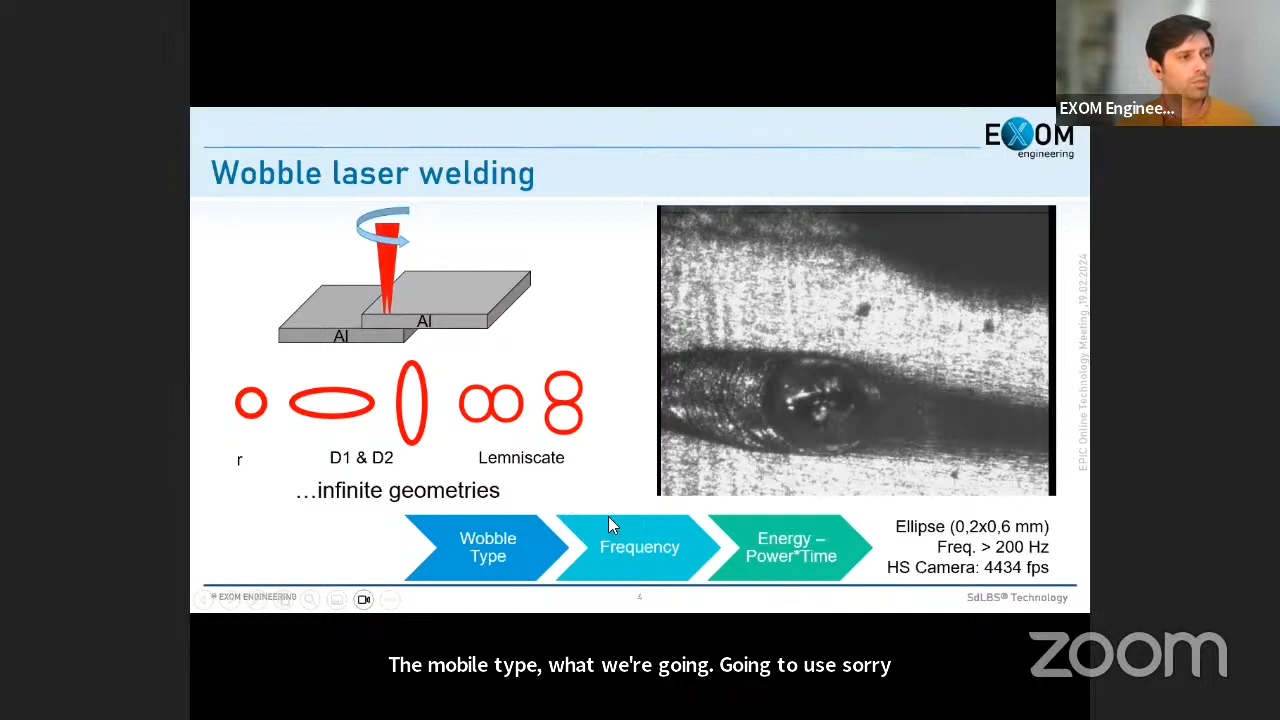 EXOM Enginee...
EXOM
engineering
Wobble laser welding
Al
Al
r
D1 & D2
Lemniscate
...infinite geometries
Wobble
Type
Frequency
Energy –
Power*Time
Ellipse (0,2x0,6 mm)
Freq. > 200 Hz
HS Camera: 4434 fps
EPIC Online Technology Meeting ,19.02.2024
© EXOM ENGINEERING
4
SdLBS® Technology
The mobile type, what we're going. Going to use sorry
zoom